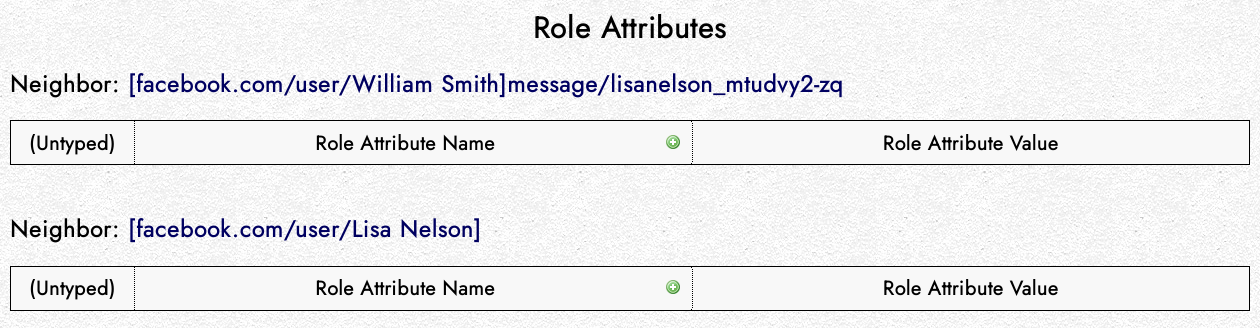 Role Attributes
Neighbor: [facebook.com/user/William Smith]message/lisanelson_mtudvy2-zq
(Untyped) Role Attribute Name Role Attribute Value
Neighbor: [facebook.com/user/Lisa Nelson]
(Untyped) Role Attribute Name Role Attribute Value